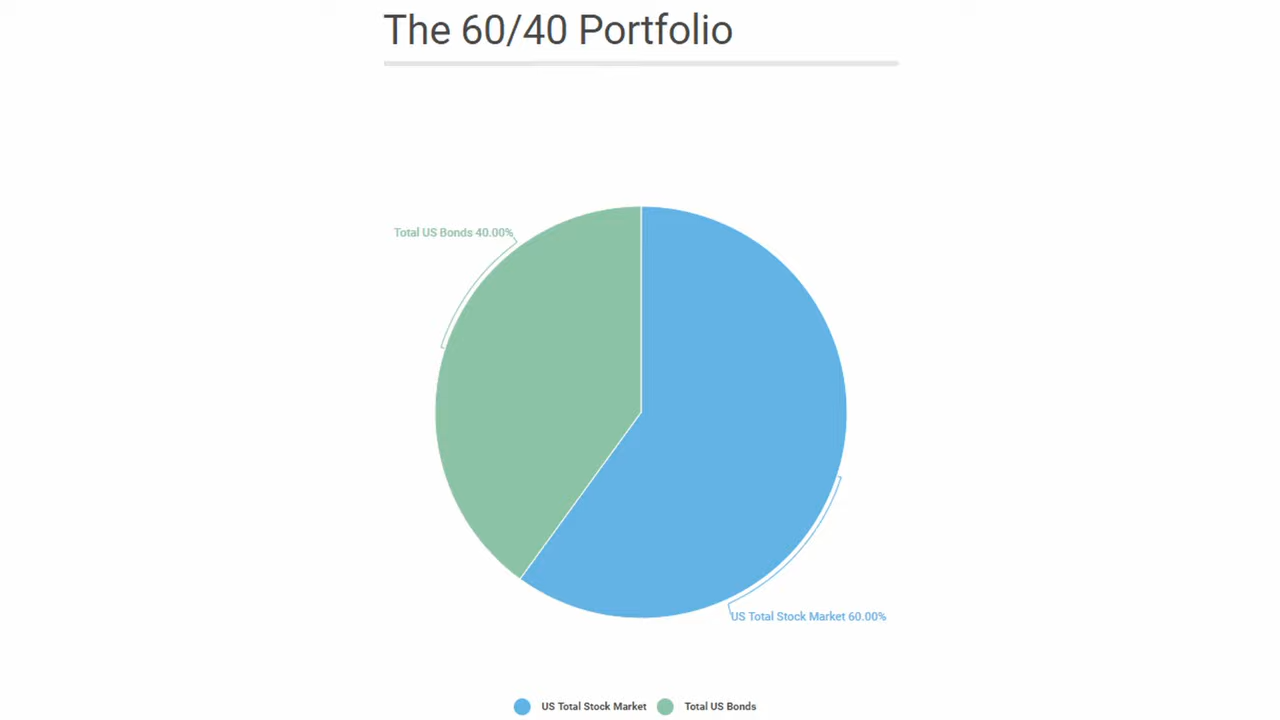 The 60/40 Portfolio
Total US Bonds 40.00%
US Total Stock Market 60.00%
US Total Stock Market
Total US Bonds